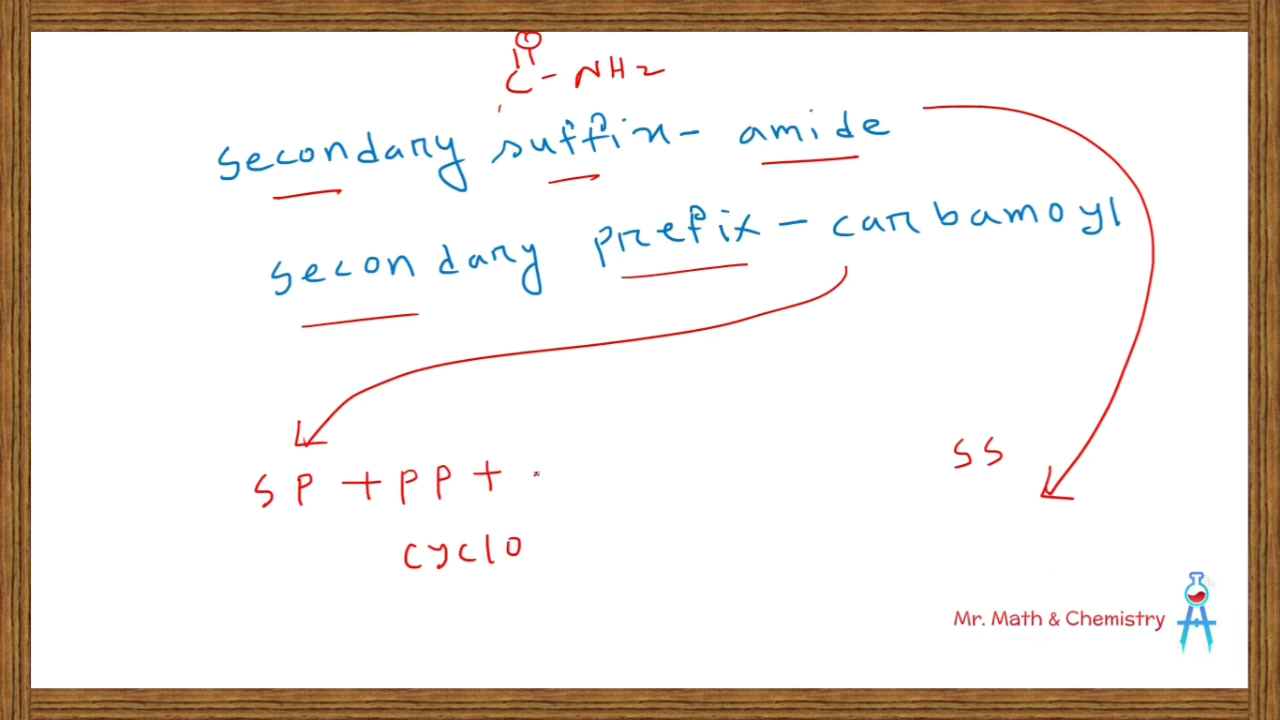 O
C - NH2
Secondary suffix - amide
Secondary prefix - carbamoyl
SS
SP + PP +
cyclo
Mr. Math & Chemistry